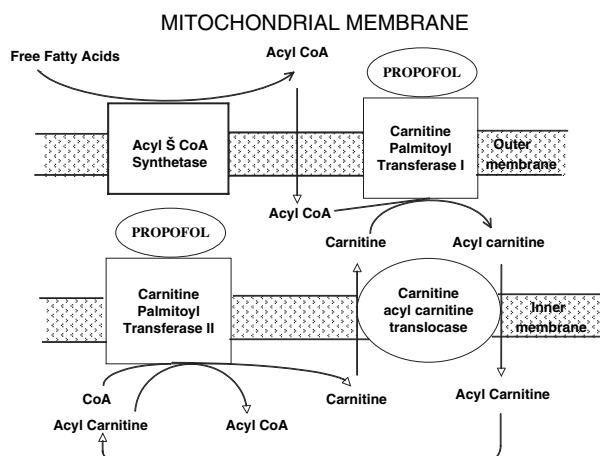 MITOCHONDRIAL MEMBRANE
Free Fatty Acids
Acyl CoA
PROPOFOL
Acyl Š CoA
Synthetase
Carnitine
Palmitoyl
Transferase I
Outer
membrane
Acyl CoA
Carnitine
Acyl carnitine
PROPOFOL
Carnitine
Palmitoyl
Transferase II
Carnitine
acyl carnitine
translocase
Inner
membrane
CoA
Acyl Carnitine
Acyl CoA
Carnitine
Acyl Carnitine